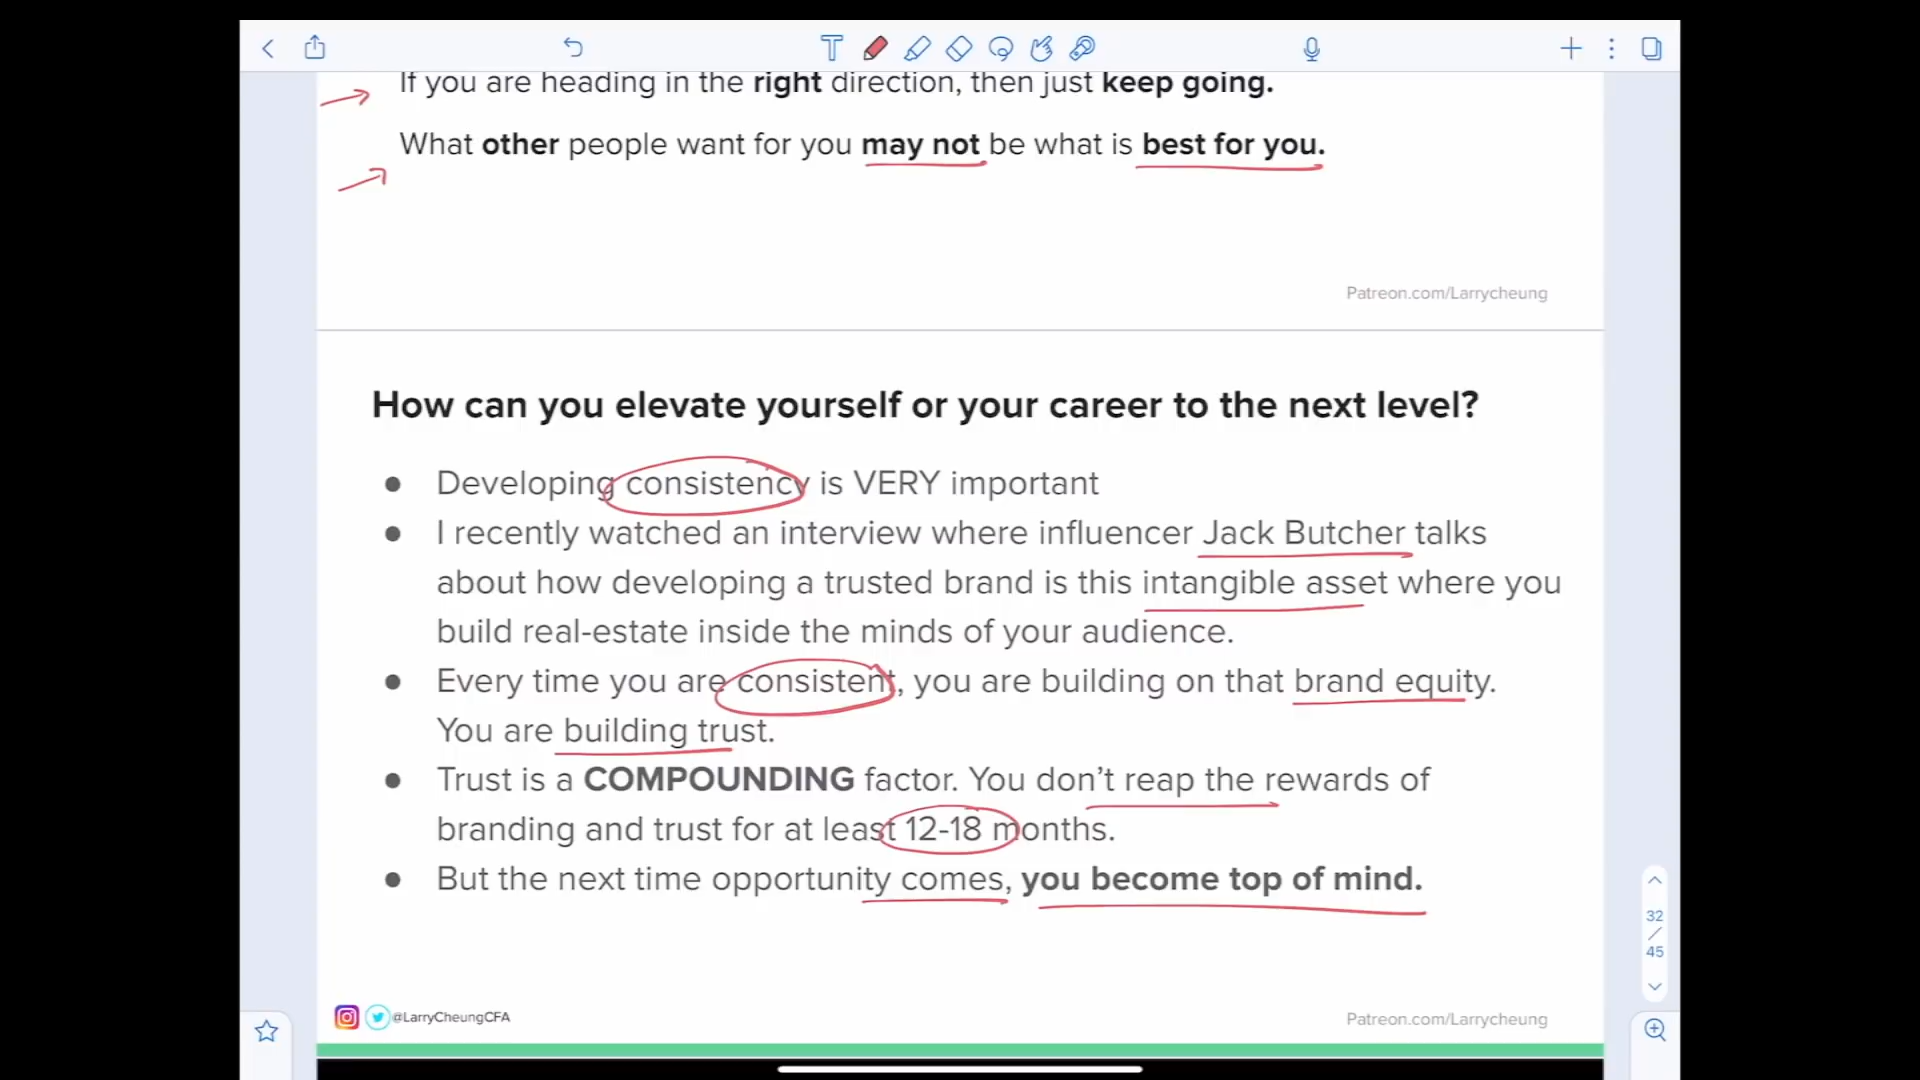 If you are heading in the right direction, then just keep going.
What other people want for you may not be what is best for you.
Patreon.com/Larrycheung
How can you elevate yourself or your career to the next level?
● Developing consistency is VERY important
● I recently watched an interview where influencer Jack Butcher talks
about how developing a trusted brand is this intangible asset where you
build real-estate inside the minds of your audience.
● Every time you are consistent, you are building on that brand equity.
You are building trust.
● Trust is a COMPOUNDING factor. You don’t reap the rewards of
branding and trust for at least 12-18 months.
● But the next time opportunity comes, you become top of mind.
32
/
45
@LarryCheungCFA
Patreon.com/Larrycheung